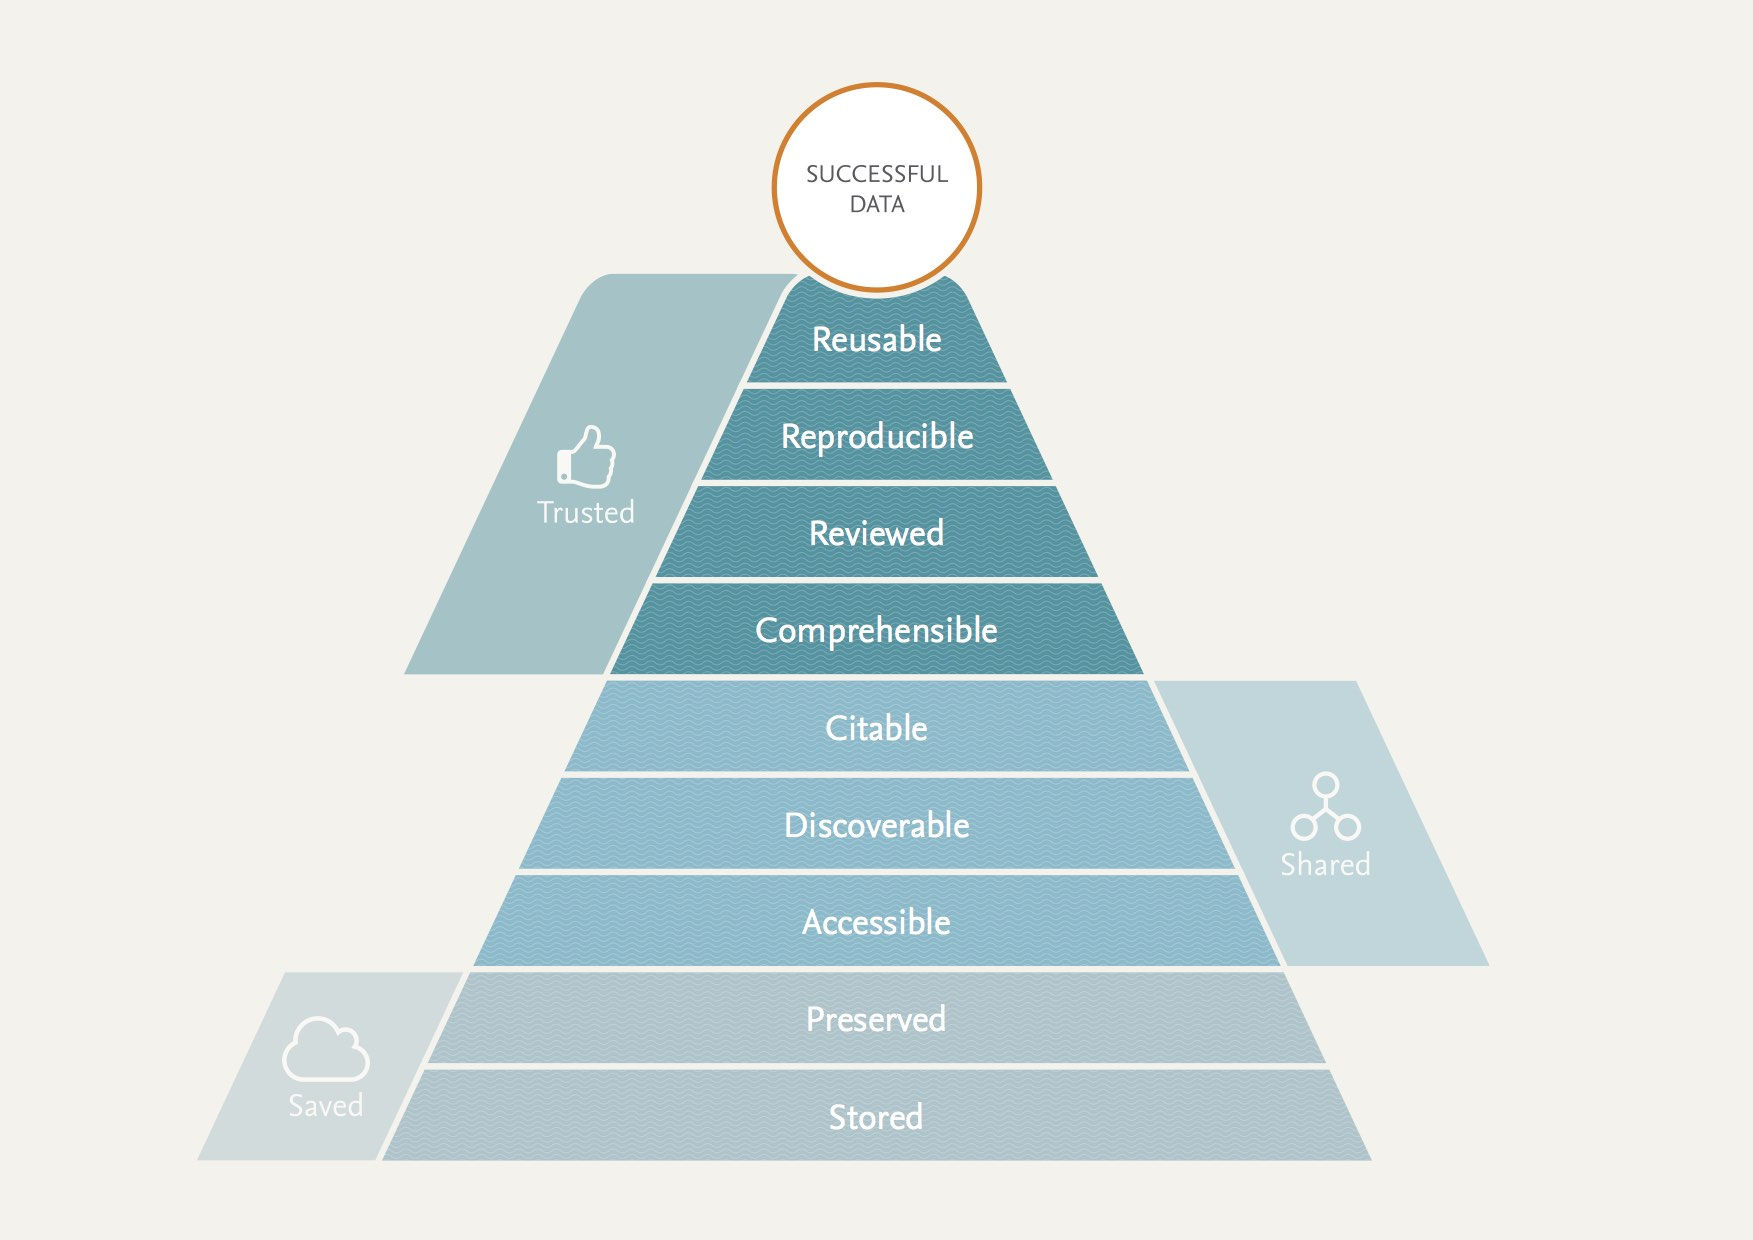 SUCCESSFUL
DATA
Reusable
Reproducible
Trusted
Reviewed
Comprehensible
Citable
Discoverable
Shared
Accessible
Preserved
Saved
Stored